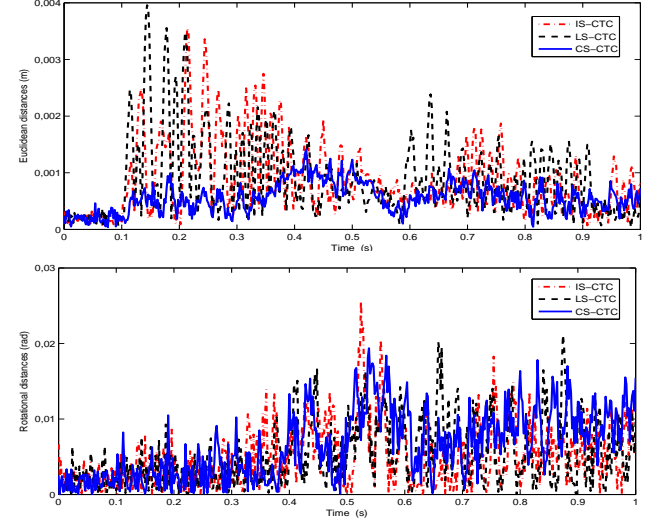 0,004
0,003
0.002
0,001
0
Euclidean distances (m)
IS−CTC
LS−CTC
CS−CTC
0 0.1 0.2 0.3 0.4 0.5 0.6 0.7 0.8 0.9 1
Time (s)
0,03
0,02
0,01
0
Rotational distances (rad)
IS−CTC
LS−CTC
CS−CTC
0 0.1 0.2 0.3 0.4 0.5 0.6 0.7 0.8 0.9 1
Time (s)